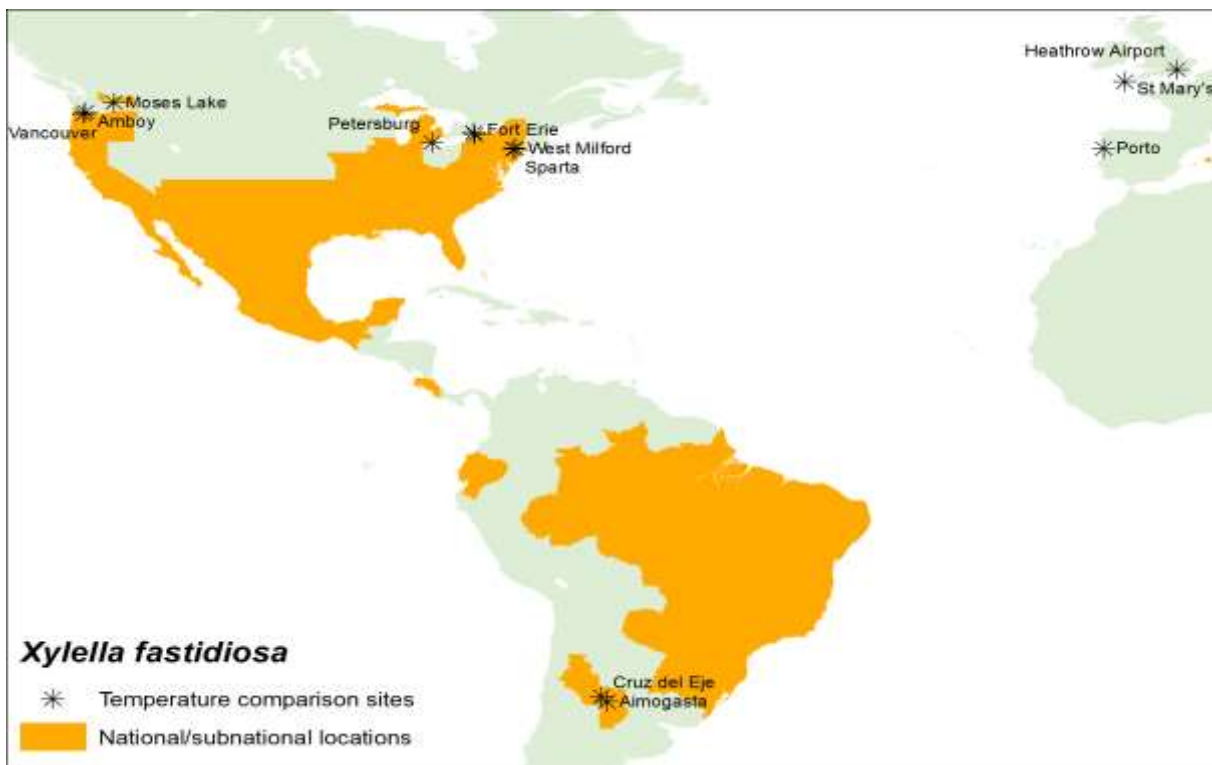 Heathrow Airport
St Mary's
Moses Lake
Amboy
Vancouver
Petersburg
Fort Erie
West Milford
Sparta
Porto
Xylella fastidiosa
Cruz del Eje
Aimogasta
Temperature comparison sites
National/subnational locations